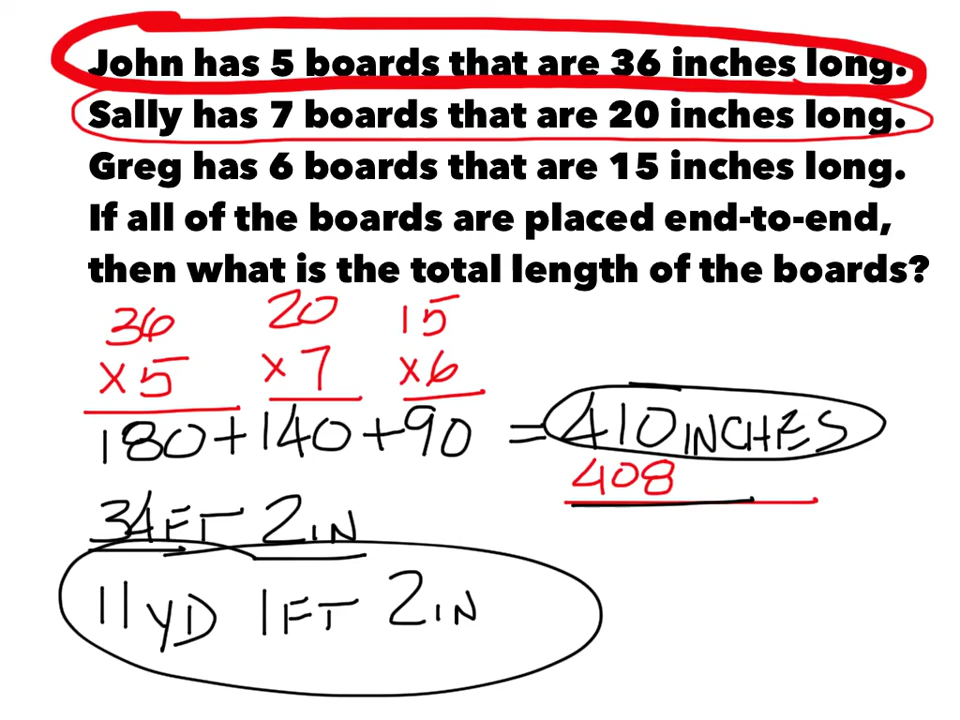 John has 5 boards that are 36 inches long.
Sally has 7 boards that are 20 inches long.
Greg has 6 boards that are 15 inches long.
If all of the boards are placed end-to-end,
then what is the total length of the boards?
36 20 15
x5 x7 x6
180+140+90 = 410 INCHES
408
34FT 2IN
11YD 1FT 2IN